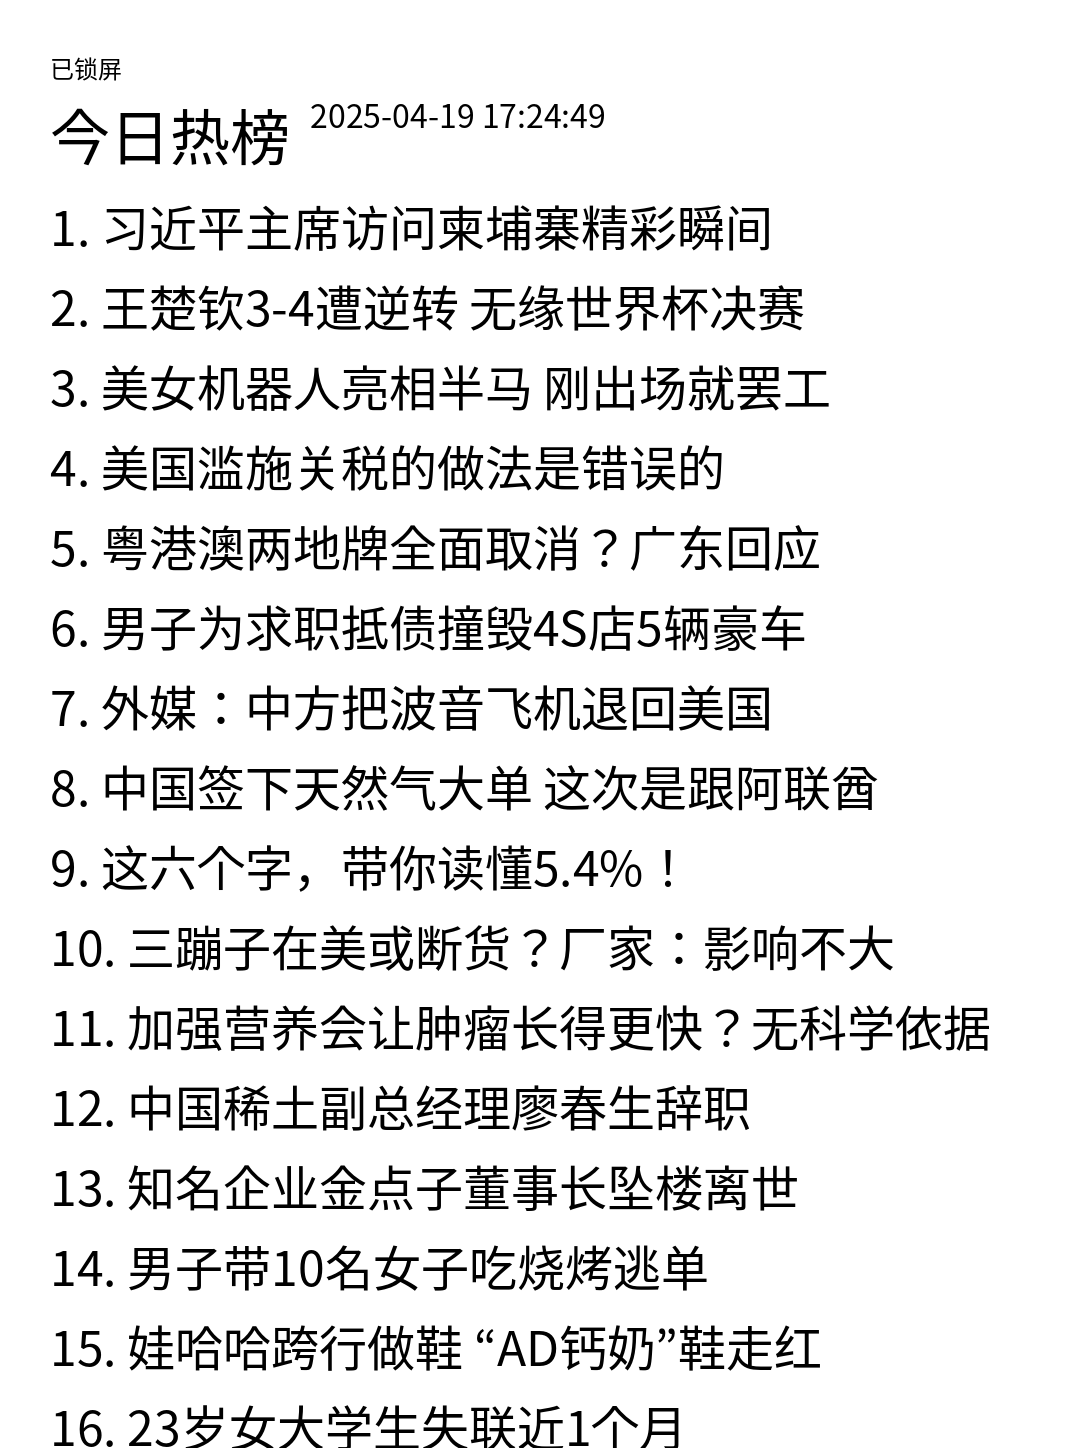 已锁屏
今日热榜 2025-04-19 17:24:49
1. 习近平主席访问柬埔寨精彩瞬间
2. 王楚钦3-4遭逆转 无缘世界杯决赛
3. 美女机器人亮相半马 刚出场就罢工
4. 美国滥施关税的做法是错误的
5. 粤港澳两地牌全面取消？广东回应
6. 男子为求职抵债撞毁4S店5辆豪车
7. 外媒：中方把波音飞机退回美国
8. 中国签下天然气大单 这次是跟阿联酋
9. 这六个字，带你读懂5.4%！
10. 三蹦子在美或断货？厂家：影响不大
11. 加强营养会让肿瘤长得更快？无科学依据
12. 中国稀土副总经理廖春生辞职
13. 知名企业金点子董事长坠楼离世
14. 男子带10名女子吃烧烤逃单
15. 娃哈哈跨行做鞋 “AD钙奶”鞋走红
16. 23岁女大学生失联近1个月